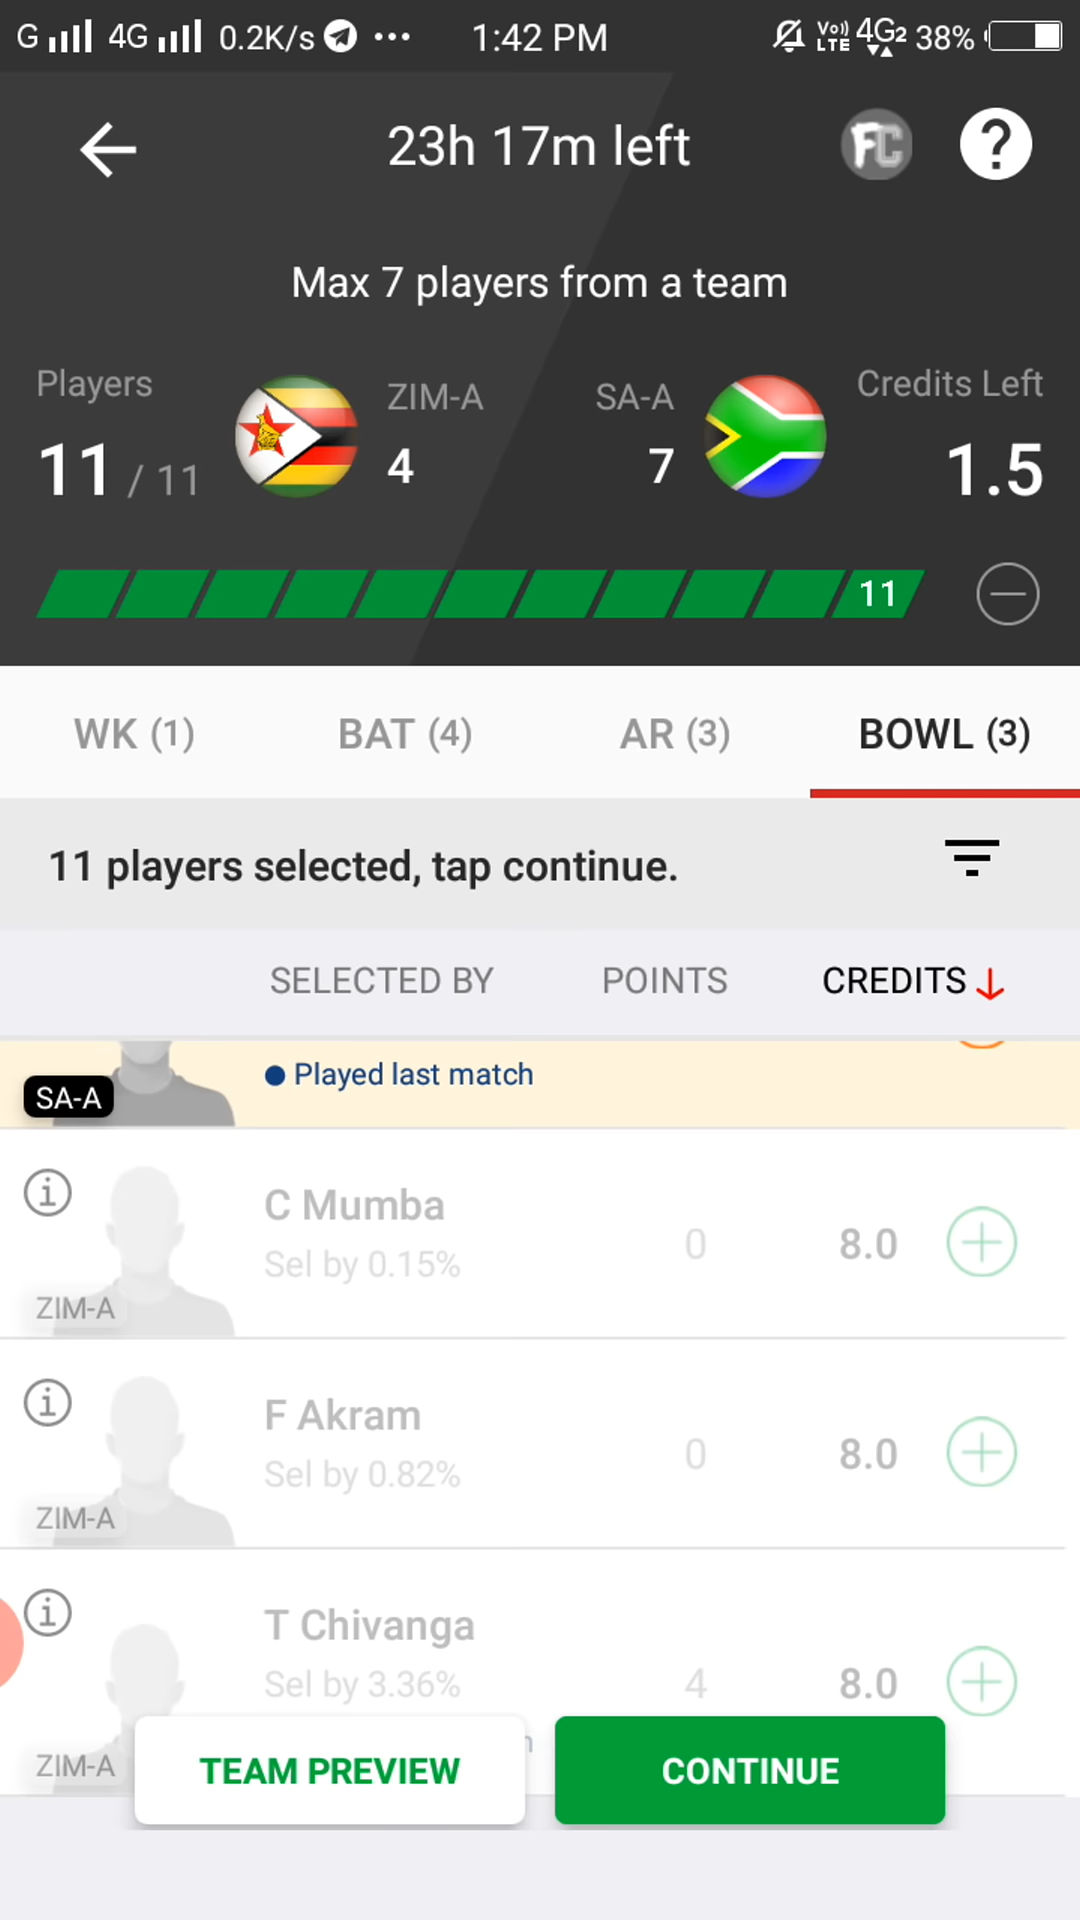 G 4G 0.2K/s ••• 1:42 PM VoLTE 4G2 38%
23h 17m left FC ?
Max 7 players from a team
Players ZIM-A SA-A Credits Left
11 / 11 4 7 1.5
11
WK (1) BAT (4) AR (3) BOWL (3)
11 players selected, tap continue.
SELECTED BY POINTS CREDITS
Played last match
SA-A
C Mumba
Sel by 0.15% 0 8.0
ZIM-A
F Akram
Sel by 0.82% 0 8.0
ZIM-A
T Chivanga
Sel by 3.36% 4 8.0
ZIM-A
TEAM PREVIEW CONTINUE